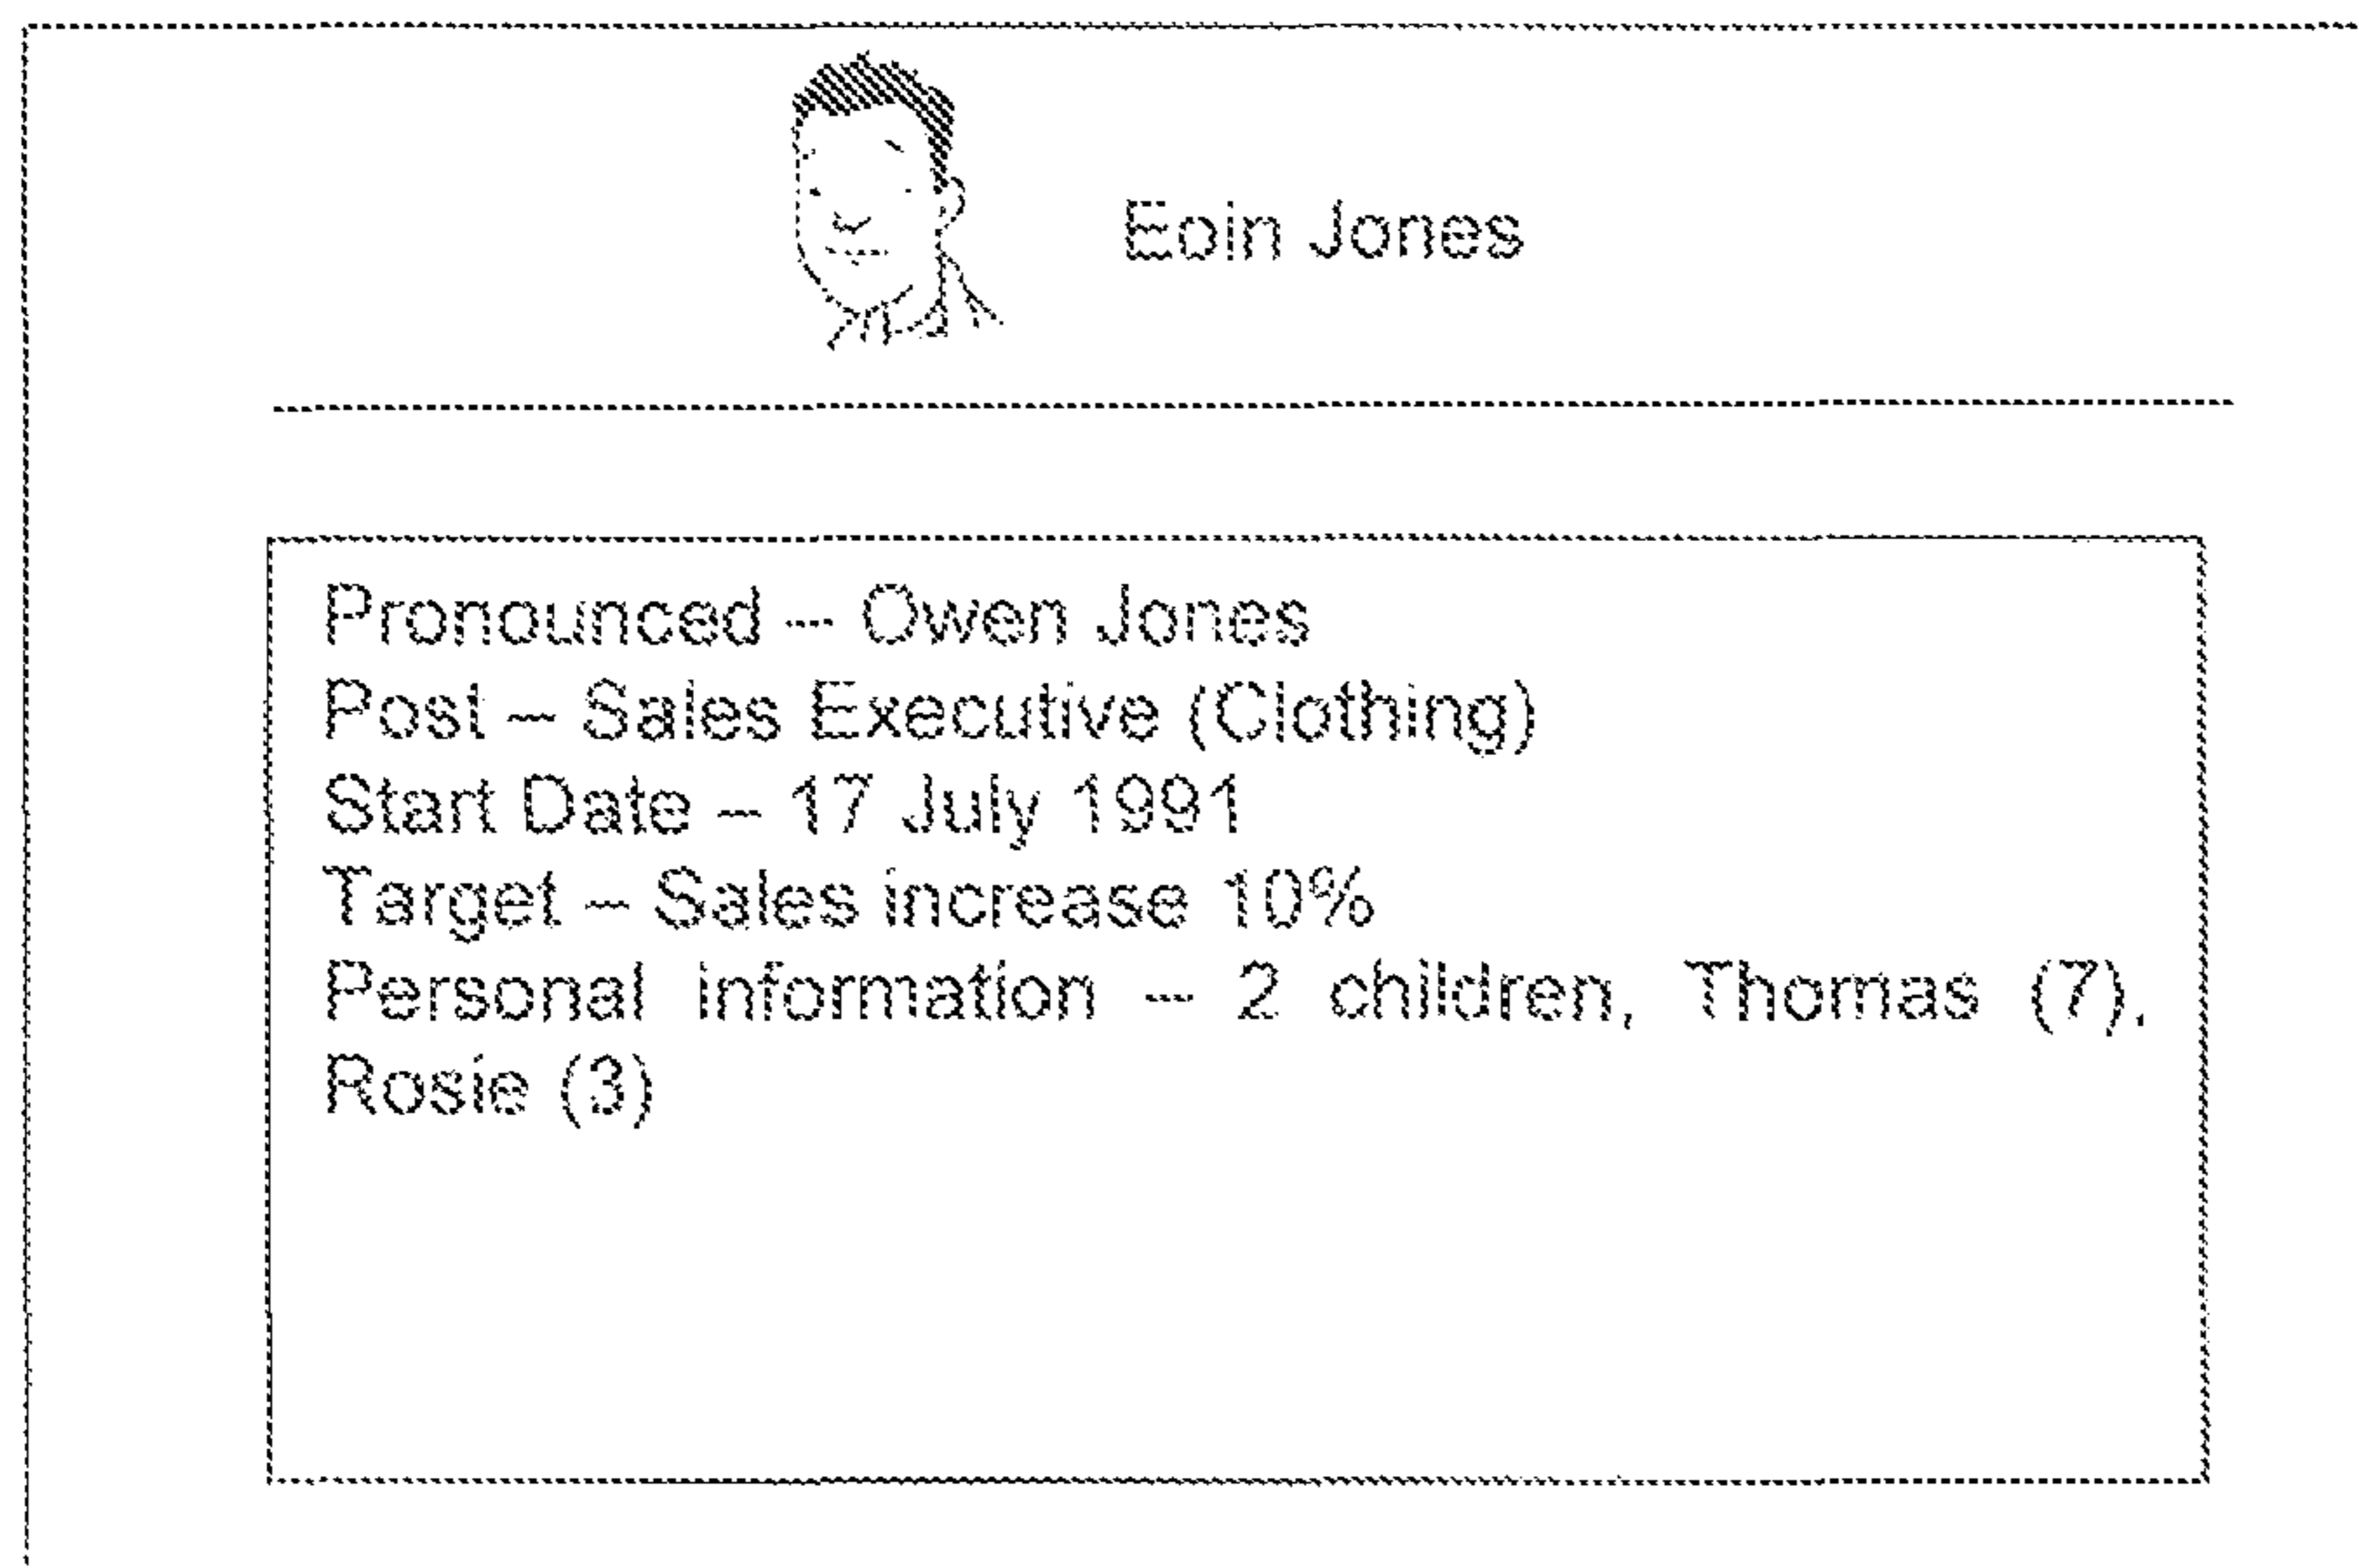 Eoin Jones
Pronounced – Owen Jones
Post – Sales Executive (Clothing)
Start Date – 17 July 1991
Target – Sales increase 10%
Personal information – 2 children, Thomas (7),
Rosie (3)